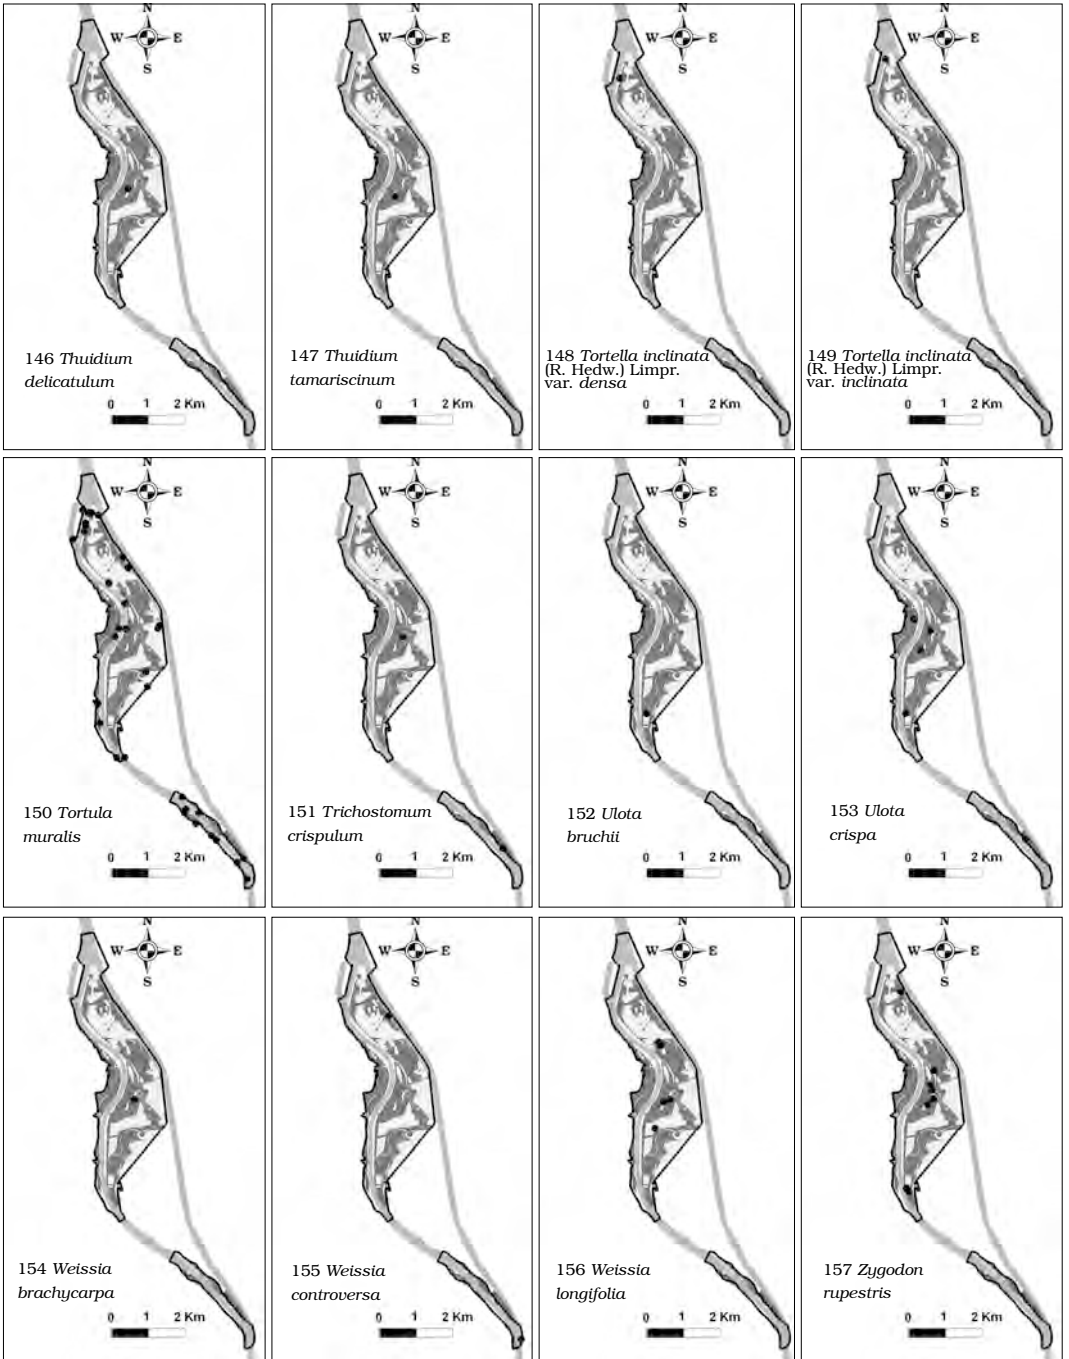 N
W E
S
146 Thuidium
delicatulum
0 1 2 Km
N
W E
S
147 Thuidium
tamariscinum
0 1 2 Km
N
W E
S
148 Tortella inclinata
(R. Hedw.) Limpr.
var. densa
0 1 2 Km
N
W E
S
149 Tortella inclinata
(R. Hedw.) Limpr.
var. inclinata
0 1 2 Km
N
W E
S
150 Tortula
muralis
0 1 2 Km
N
W E
S
151 Trichostomum
crispulum
0 1 2 Km
N
W E
S
152 Ulota
bruchii
0 1 2 Km
N
W E
S
153 Ulota
crispa
0 1 2 Km
N
W E
S
154 Weissia
brachycarpa
0 1 2 Km
N
W E
S
155 Weissia
controversa
0 1 2 Km
N
W E
S
156 Weissia
longifolia
0 1 2 Km
N
W E
S
157 Zygodon
rupestris
0 1 2 Km